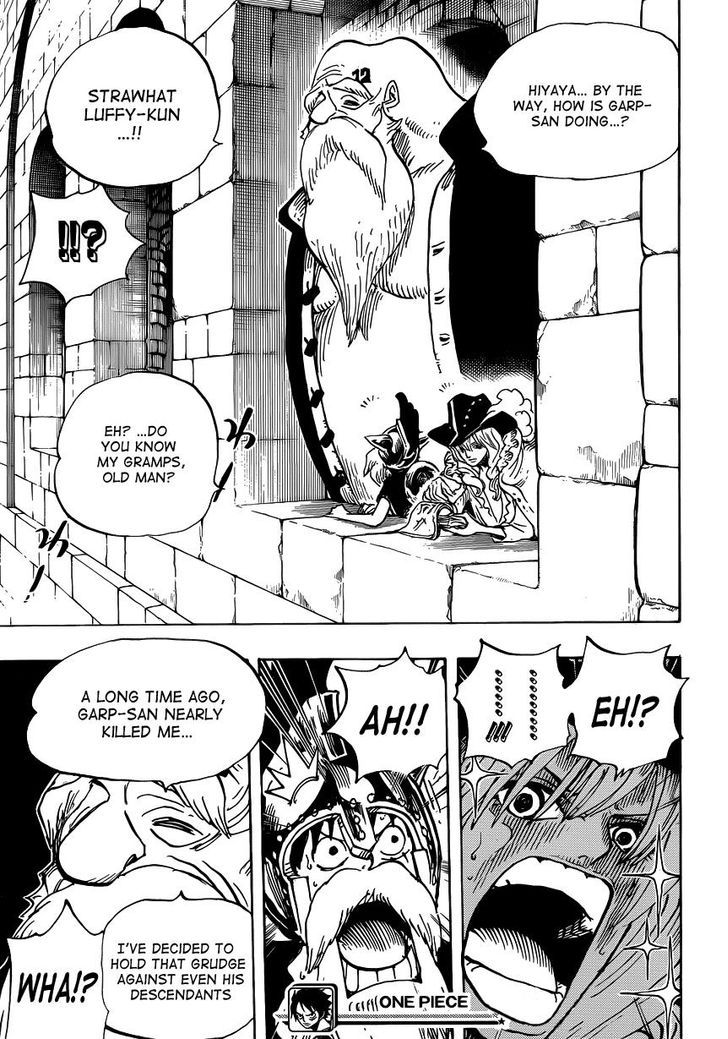 HIYAYA... BY THE
WAY, HOW IS GARP-
SAN DOING...?
STRAWHAT
LUFFY-KUN
...!!
!!?
EH? ...DO
YOU KNOW
MY GRAMPS,
OLD MAN?
12
EH!?
........!!!
AH!!
A LONG TIME AGO,
GARP-SAN NEARLY
KILLED ME...
I'VE DECIDED TO
HOLD THAT GRUDGE
AGAINST EVEN HIS
DESCENDANTS
WHA!?
ONE PIECE